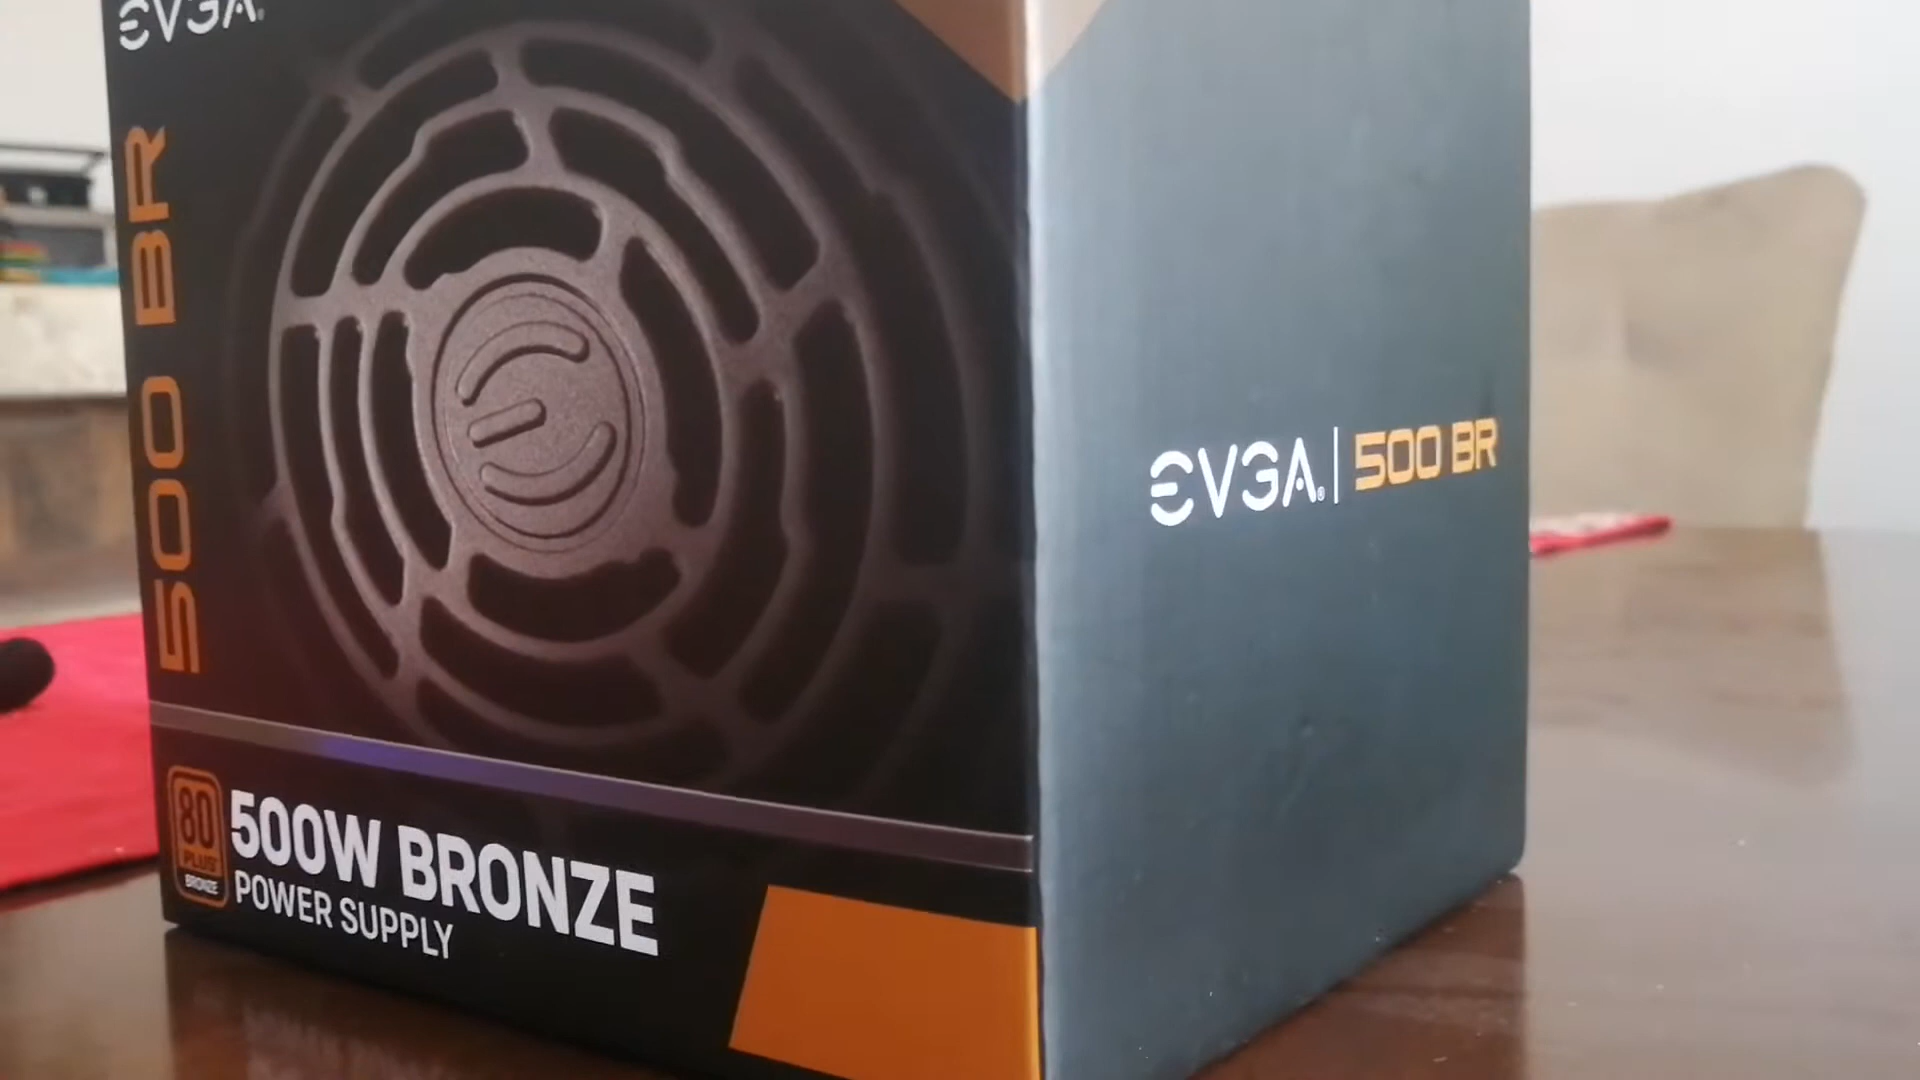 EVGA
500 BR
80
PLUS
BRONZE
500W BRONZE
POWER SUPPLY
EVGA® | 500 BR